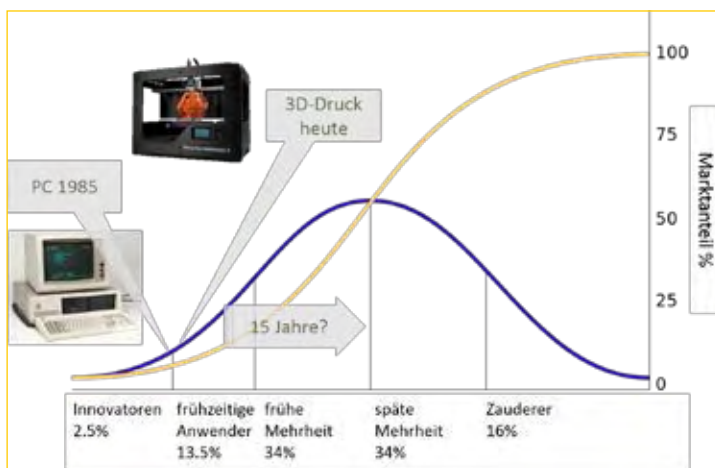 3D-Druck
heute
PC 1985
15 Jahre?
100
75
50
25
0
Marktanteil %
Innovatoren
2.5%
frühzeitige
Anwender
13.5%
frühe
Mehrheit
34%
späte
Mehrheit
34%
Zauderer
16%